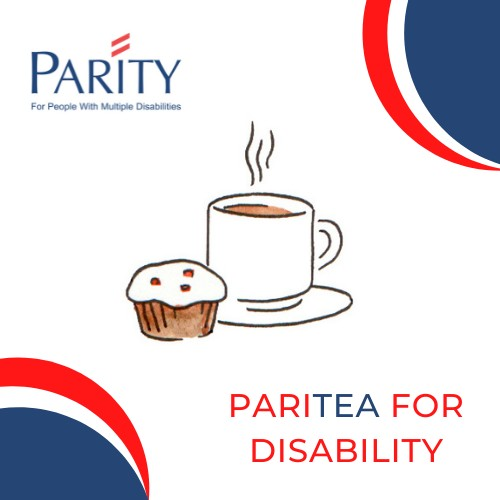 PARITY
For People With Multiple Disabilities
PARITEA FOR
DISABILITY